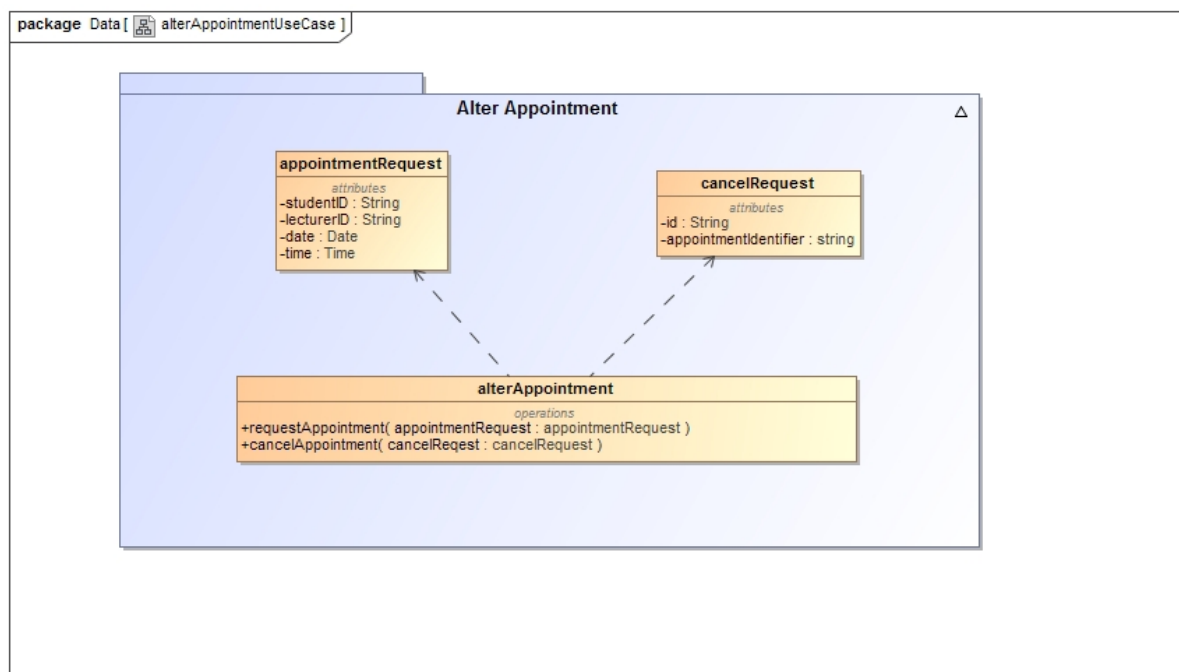 package Data [ alterAppointmentUseCase ]
Alter Appointment
appointmentRequest
attributes
-studentID : String
-lecturerID : String
-date : Date
-time : Time
cancelRequest
attributes
-id : String
-appointmentIdentifier : string
alterAppointment
operations
+requestAppointment( appointmentRequest : appointmentRequest )
+cancelAppointment( cancelReqest : cancelRequest )